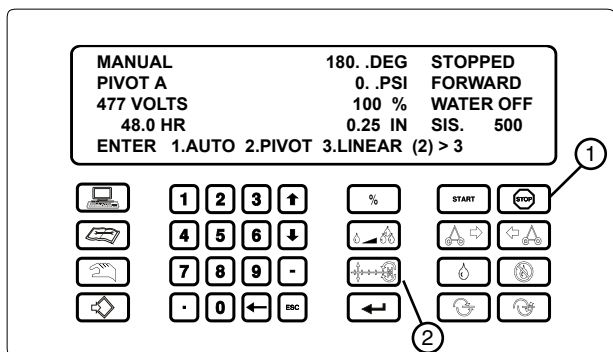 MANUAL 180. .DEG STOPPED
PIVOT A 0. .PSI FORWARD
477 VOLTS 100 % WATER OFF
48.0 HR 0.25 IN SIS. 500
ENTER 1.AUTO 2.PIVOT 3.LINEAR (2) > 3
1
1 2 3 % START STOP
4 5 6
7 8 9 -
. 0 ESC
2